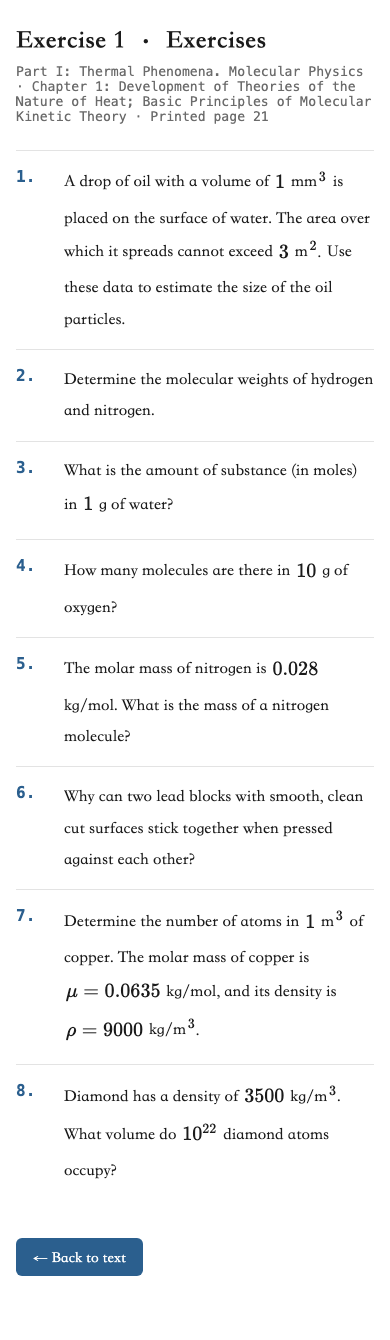 Exercise 1 · Exercises
Part I: Thermal Phenomena. Molecular Physics
· Chapter 1: Development of Theories of the
Nature of Heat; Basic Principles of Molecular
Kinetic Theory · Printed page 21
1. A drop of oil with a volume of 1 mm³ is
placed on the surface of water. The area over
which it spreads cannot exceed 3 m². Use
these data to estimate the size of the oil
particles.
2. Determine the molecular weights of hydrogen
and nitrogen.
3. What is the amount of substance (in moles)
in 1 g of water?
4. How many molecules are there in 10 g of
oxygen?
5. The molar mass of nitrogen is 0.028
kg/mol. What is the mass of a nitrogen
molecule?
6. Why can two lead blocks with smooth, clean
cut surfaces stick together when pressed
against each other?
7. Determine the number of atoms in 1 m³ of
copper. The molar mass of copper is
μ = 0.0635 kg/mol, and its density is
ρ = 9000 kg/m³.
8. Diamond has a density of 3500 kg/m³.
What volume do 10²² diamond atoms
occupy?
← Back to text